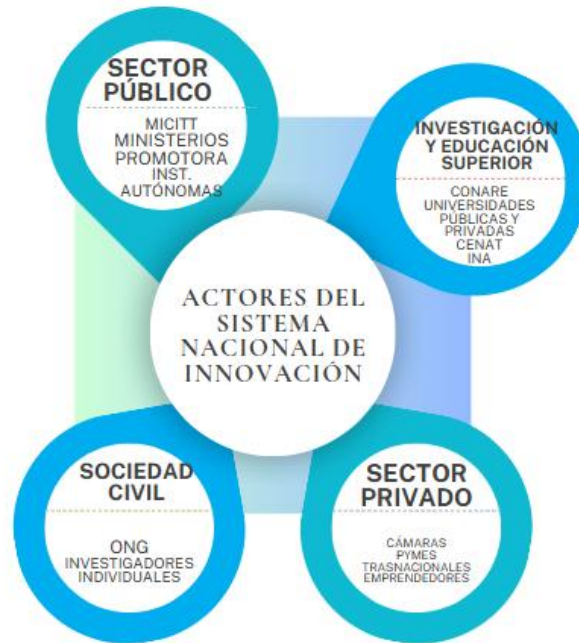 SECTOR
PÚBLICO
MICITT
MINISTERIOS
PROMOTORA
INST.
AUTÓNOMAS
INVESTIGACIÓN
Y EDUCACIÓN
SUPERIOR
CONARE
UNIVERSIDADES
PÚBLICAS Y
PRIVADAS
CENAT
INA
ACTORES DEL
SISTEMA
NACIONAL DE
INNOVACIÓN
SOCIEDAD
CIVIL
ONG
INVESTIGADORES
INDIVIDUALES
SECTOR
PRIVADO
CÁMARAS
PYMES
TRASNACIONALES
EMPRENDEDORES